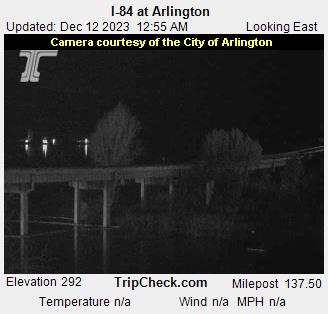 I-84 at Arlington
Updated: Dec 12 2023 12:55 AM Looking East
Camera courtesy of the City of Arlington
Elevation 292 TripCheck.com Milepost 137.50
Temperature n/a Wind n/a MPH n/a